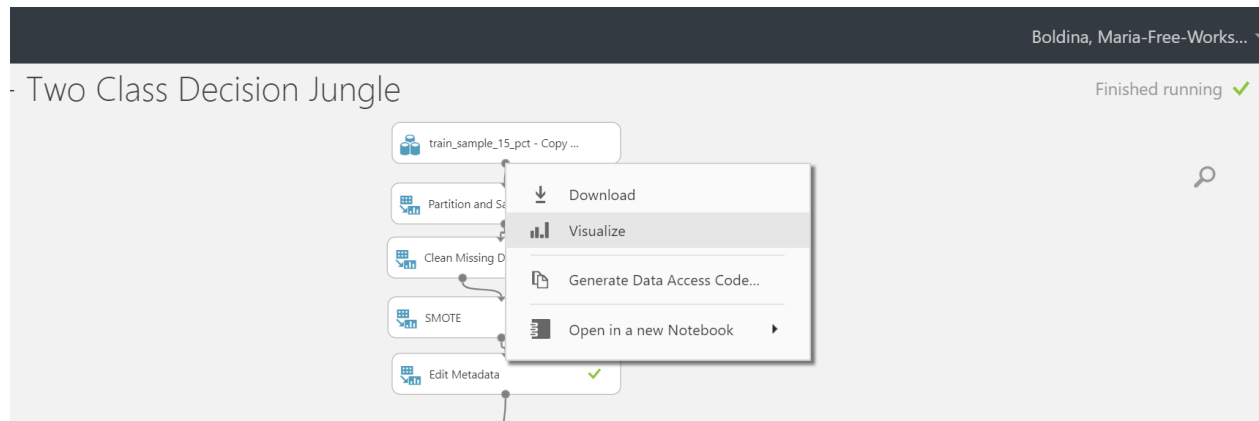 Boldina, Maria-Free-Works...
- Two Class Decision Jungle
Finished running
train_sample_15_pct - Copy ...
Partition and Sa
Clean Missing D
SMOTE
Edit Metadata
Download
Visualize
Generate Data Access Code...
Open in a new Notebook